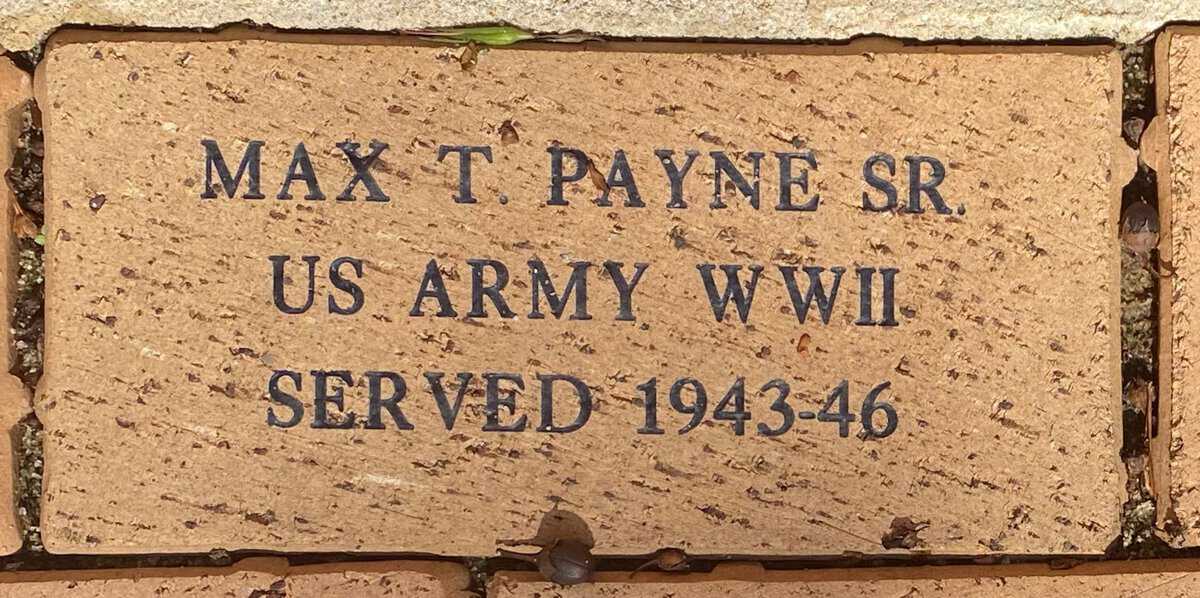 MAX T. PAYNE SR.
US ARMY WWII
SERVED 1943-46